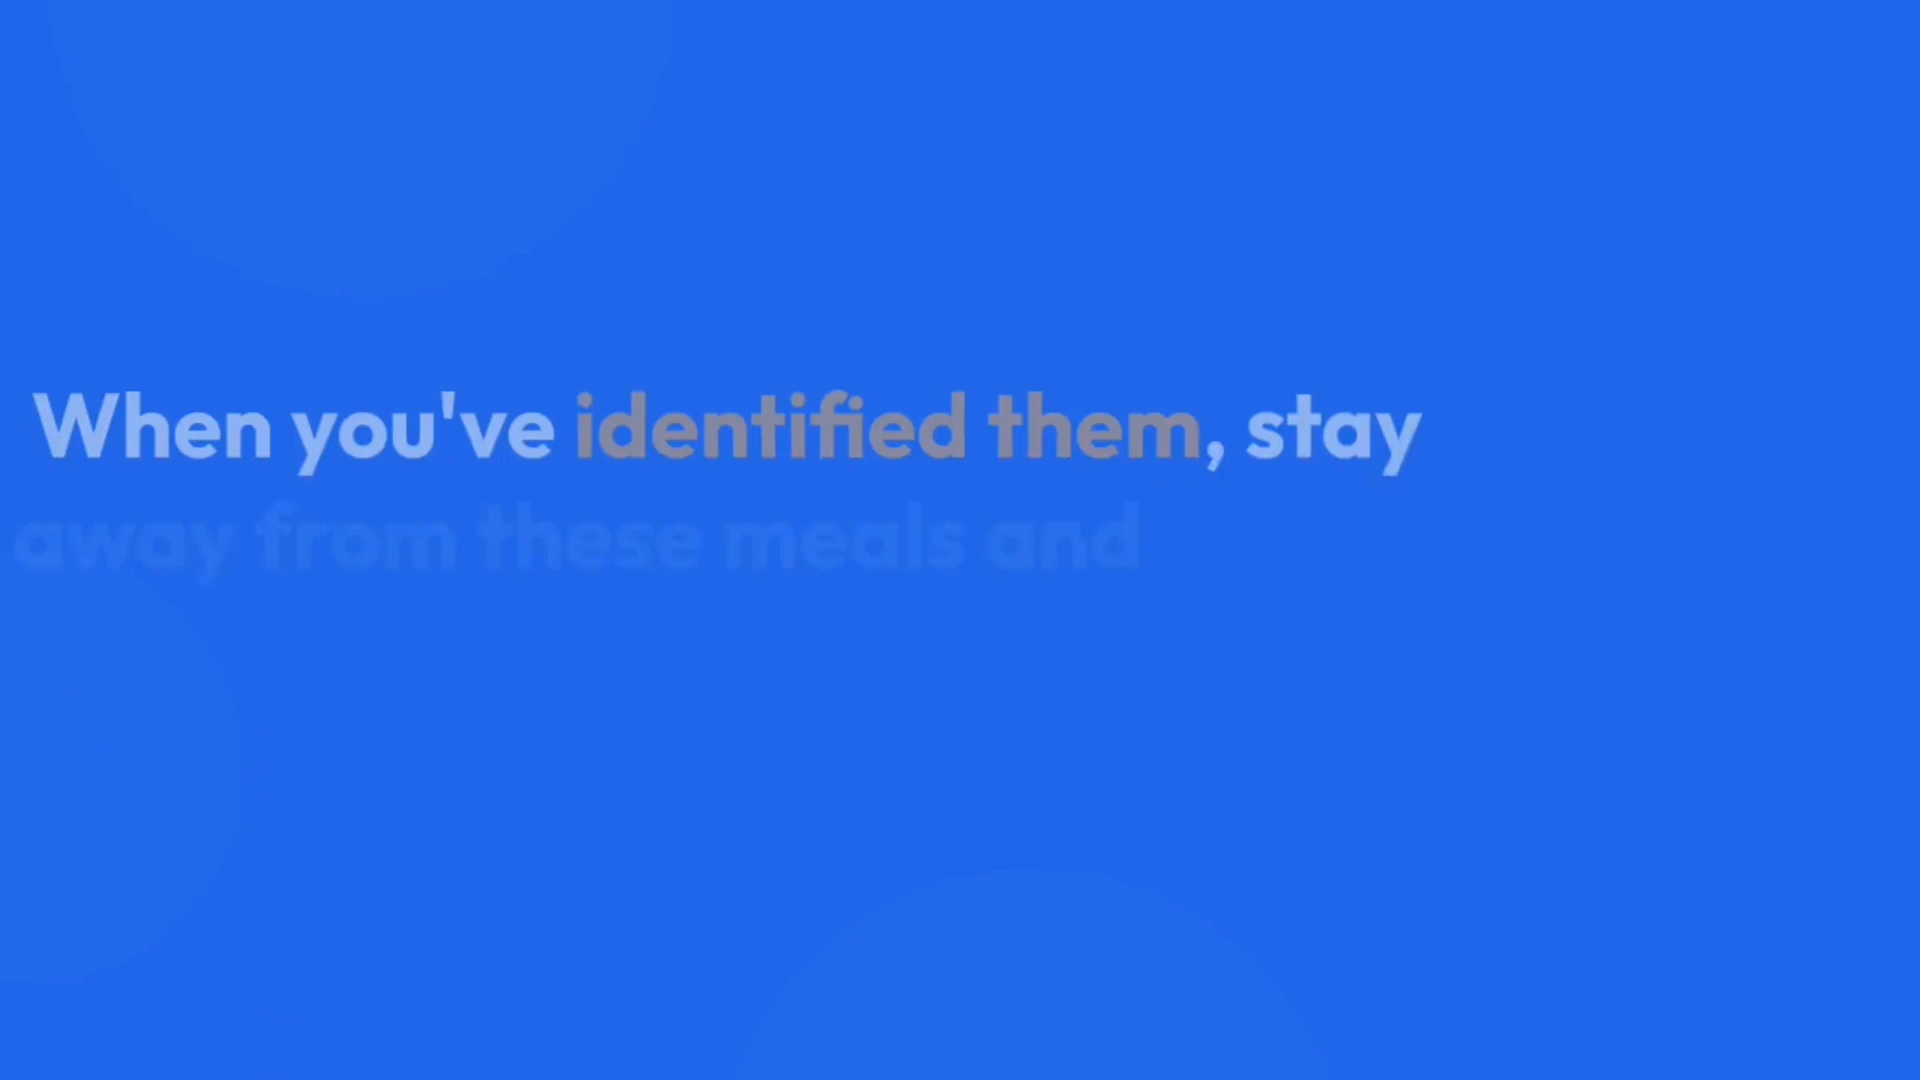 When you've identified them, stay
away from these meals and